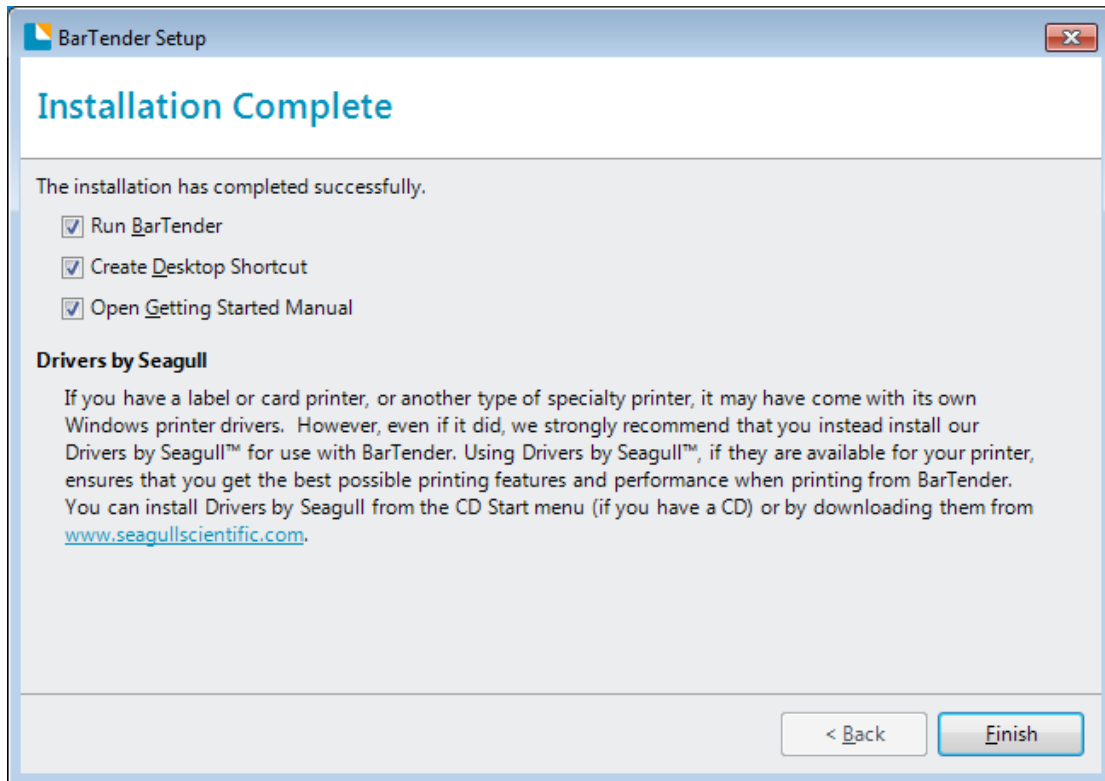 BarTender Setup
Installation Complete
The installation has completed successfully.
Run BarTender
Create Desktop Shortcut
Open Getting Started Manual
Drivers by Seagull
If you have a label or card printer, or another type of specialty printer, it may have come with its own
Windows printer drivers.  However, even if it did, we strongly recommend that you instead install our
Drivers by Seagull™ for use with BarTender. Using Drivers by Seagull™, if they are available for your printer,
ensures that you get the best possible printing features and performance when printing from BarTender.
You can install Drivers by Seagull from the CD Start menu (if you have a CD) or by downloading them from
www.seagullscientific.com.
< Back
Finish